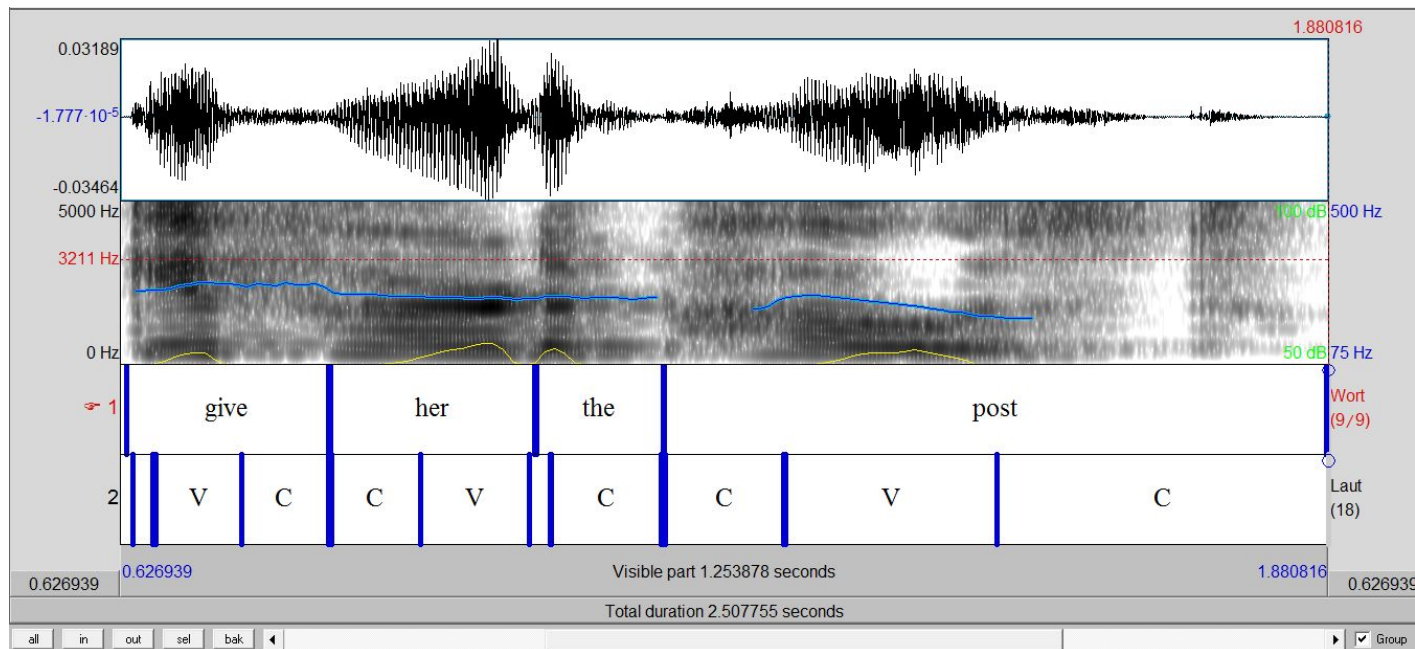 1.880816
0.03189
-1.777·10-5
-0.03464
5000 Hz 100 dB 500 Hz
3211 Hz
0 Hz 50 dB 75 Hz
☞ 1 give her the post Wort
(9/9)
2 V C C V C C V C Laut
(18)
0.626939 0.626939 Visible part 1.253878 seconds 1.880816 0.626939
Total duration 2.507755 seconds
all in out sel bak Group